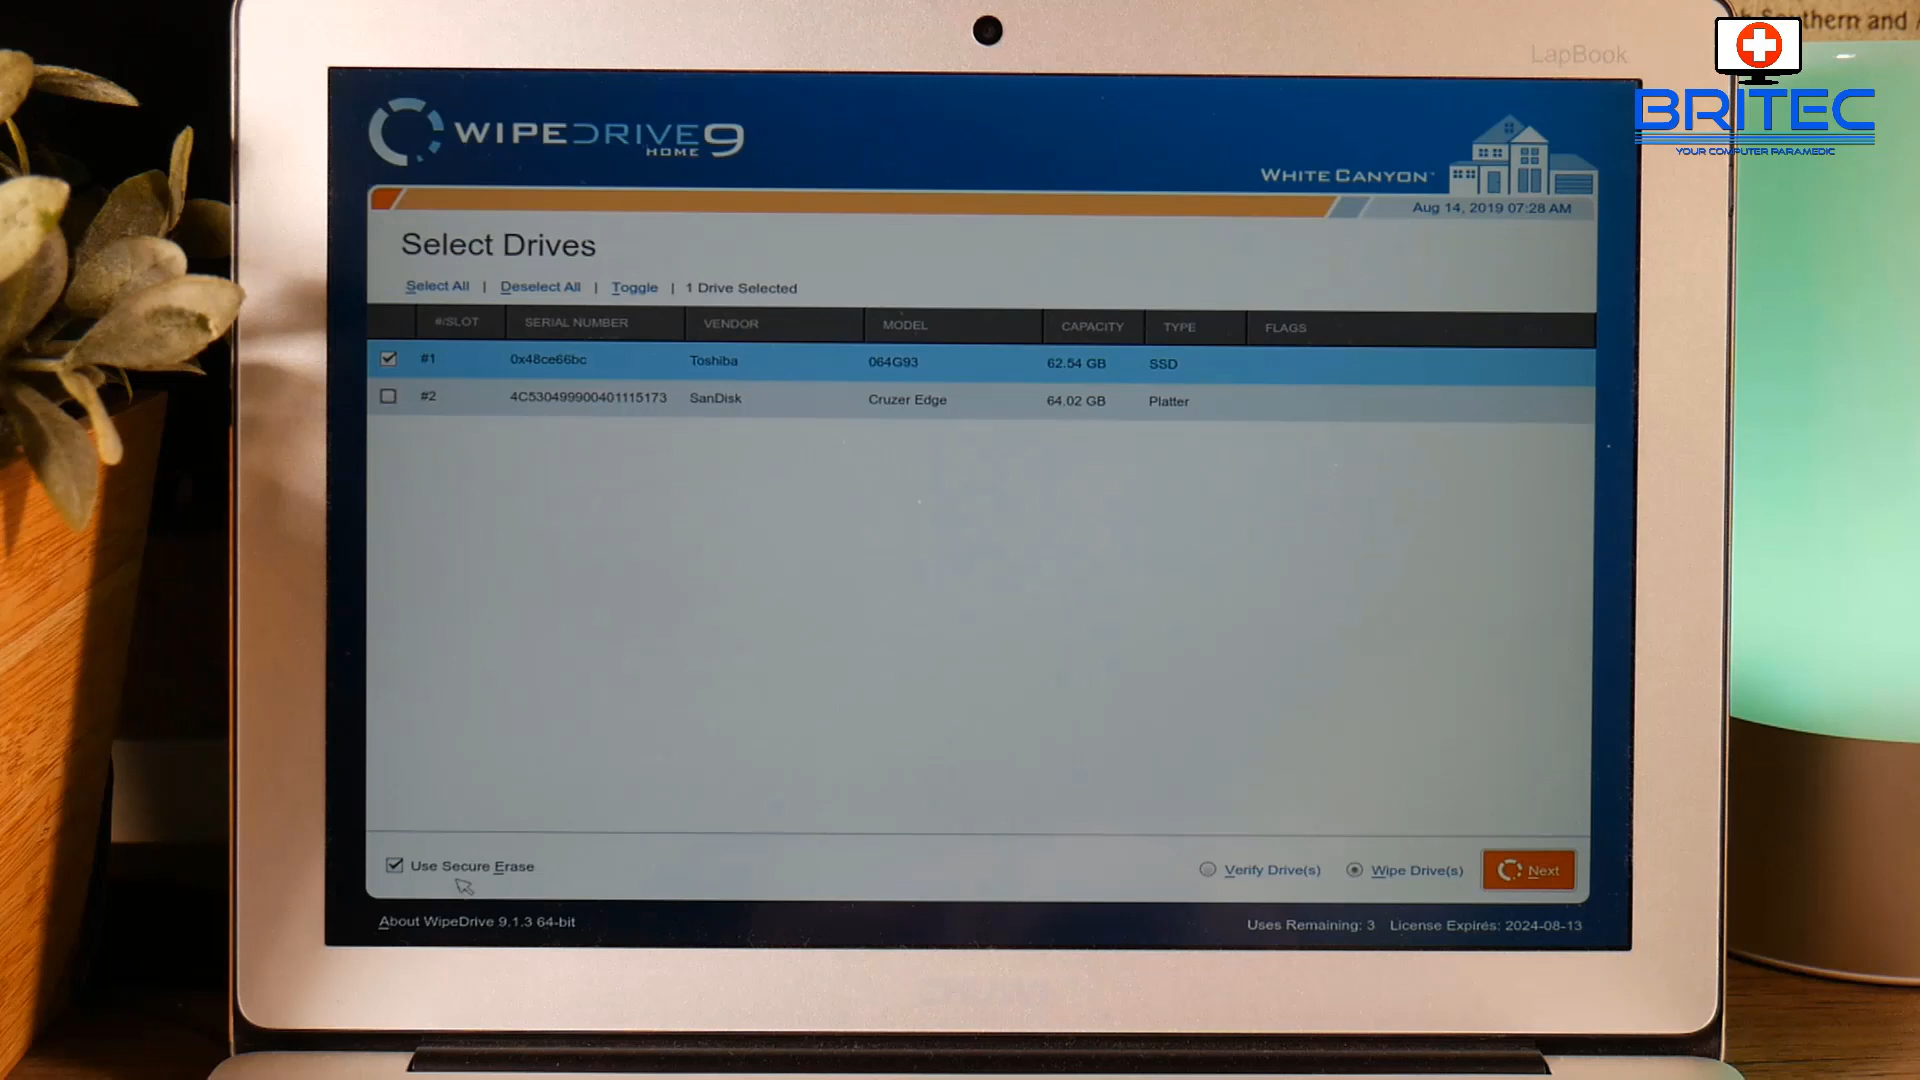 Southern and
LapBook
BRITEC
YOUR COMPUTER PARAMEDIC
WIPEDRIVE9
HOME
WHITECANYON
Aug 14, 2019 07:28 AM
Select Drives
Select All | Deselect All | Toggle | 1 Drive Selected
#/SLOT SERIAL NUMBER VENDOR MODEL CAPACITY TYPE FLAGS
#1 0x48ce66bc Toshiba 064G93 62.54 GB SSD
#2 4C530499900401115173 SanDisk Cruzer Edge 64.02 GB Platter
Use Secure Erase
Verify Drive(s) Wipe Drive(s) Next
About WipeDrive 9.1.3 64-bit
Uses Remaining: 3 License Expires: 2024-08-13